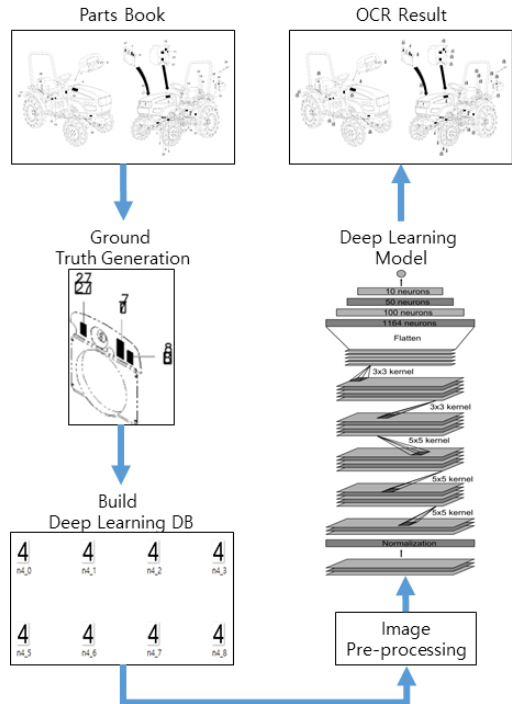 Parts Book
OCR Result
Ground
Truth Generation
27
27
7
8
Deep Learning
Model
10 neurons
50 neurons
100 neurons
1164 neurons
Flatten
3x3 kernel
3x3 kernel
5x5 kernel
5x5 kernel
5x5 kernel
Normalization
Build
Deep Learning DB
4 4 4 4
n4_0 n4_1 n4_2 n4_3
4 4 4 4
n4_5 n4_6 n4_7 n4_8
Image
Pre-processing